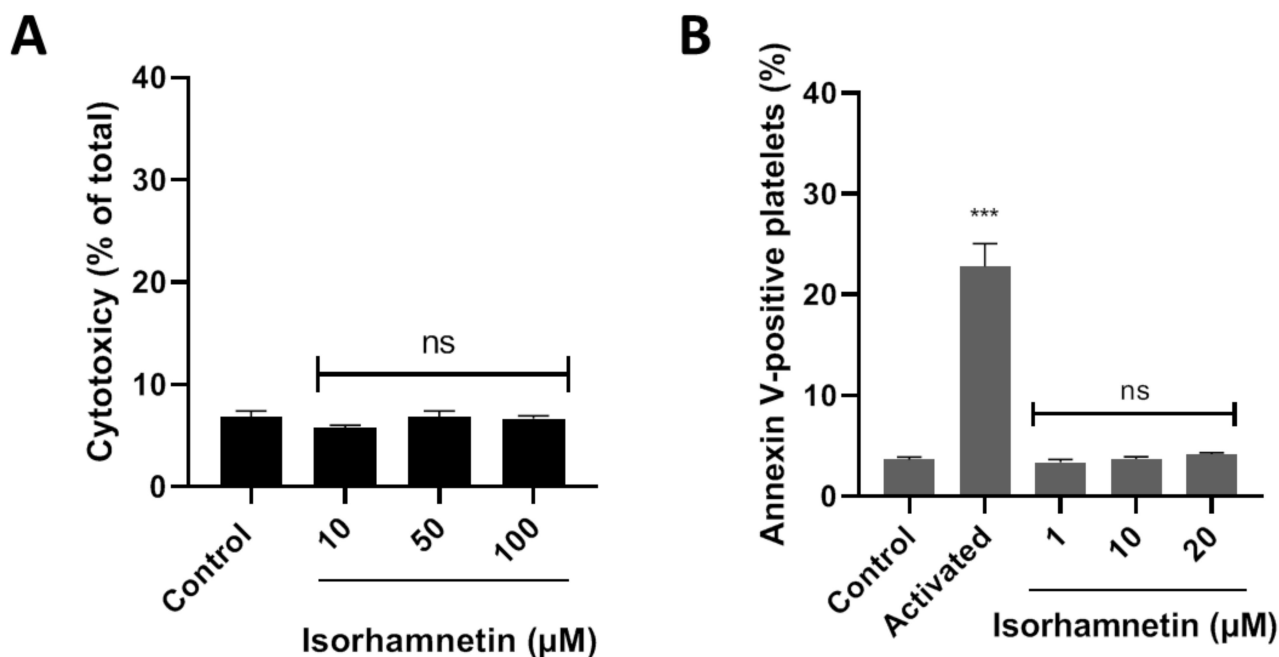 A
Cytotoxicy (% of total)
40
30
20
10
0
ns
Control
10
50
100
Isorhamnetin (µM)
B
Annexin V-positive platelets (%)
40
30
20
10
0
***
ns
Control
Activated
1
10
20
Isorhamnetin (µM)